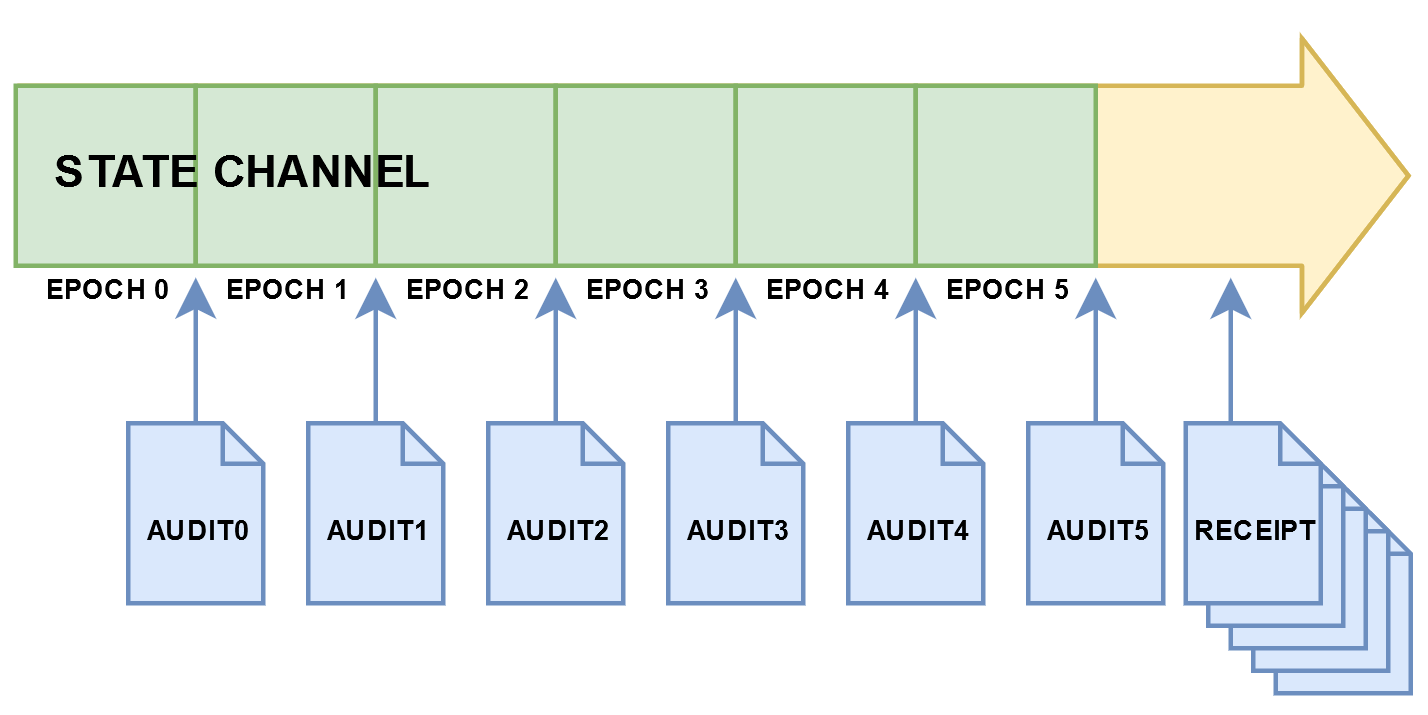 STATE CHANNEL
EPOCH 0 EPOCH 1 EPOCH 2 EPOCH 3 EPOCH 4 EPOCH 5
AUDIT0 AUDIT1 AUDIT2 AUDIT3 AUDIT4 AUDIT5 RECEIPT